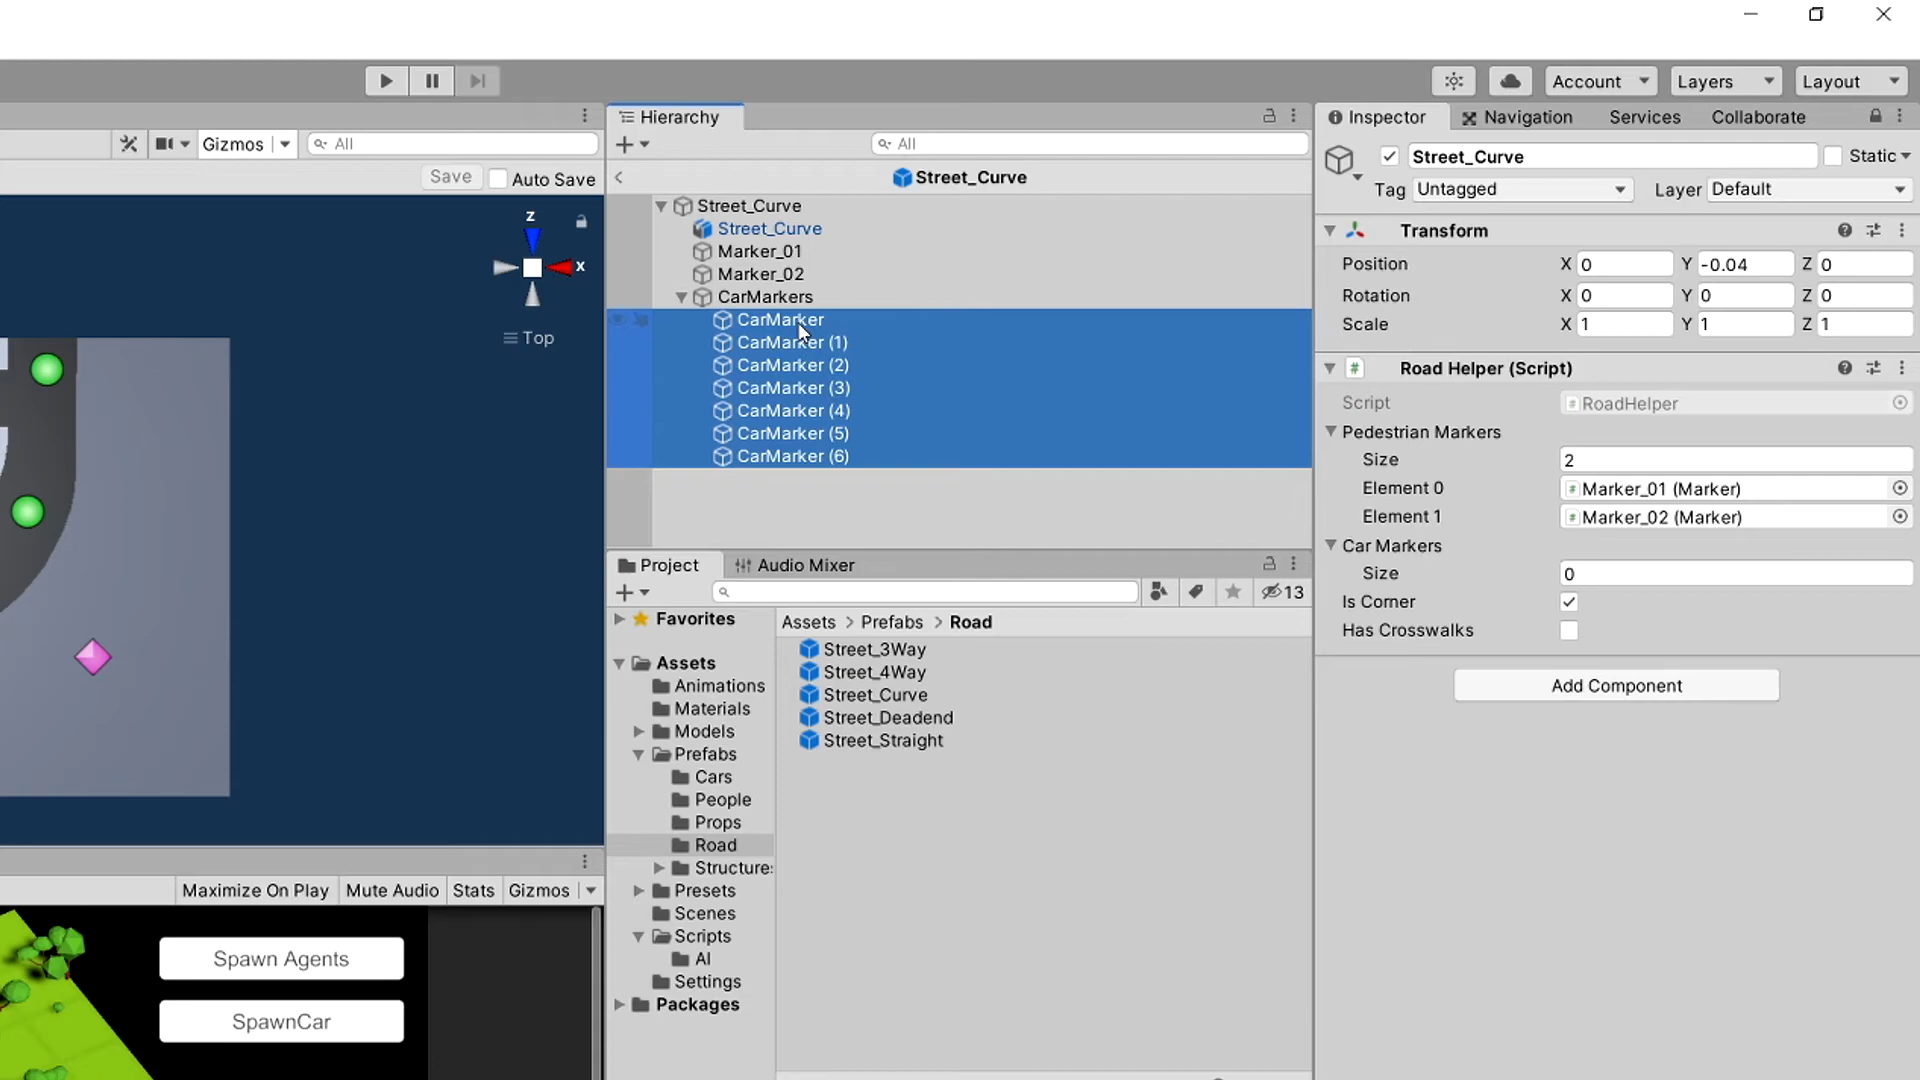 Account
Layers
Layout
Hierarchy
Inspector
Navigation
Services
Collaborate
Gizmos
All
All
Street_Curve
Static
Save
Auto Save
Street_Curve
Tag
Untagged
Layer
Default
Street_Curve
Street_Curve
Marker_01
Marker_02
CarMarkers
CarMarker
CarMarker (1)
CarMarker (2)
CarMarker (3)
CarMarker (4)
CarMarker (5)
CarMarker (6)
z
x
Top
Transform
Position X 0 Y -0.04 Z 0
Rotation X 0 Y 0 Z 0
Scale X 1 Y 1 Z 1
# Road Helper (Script)
Script # RoadHelper
Pedestrian Markers
Size 2
Element 0 # Marker_01 (Marker)
Element 1 # Marker_02 (Marker)
Car Markers
Size 0
Is Corner
Has Crosswalks
Add Component
Project
Audio Mixer
13
Favorites
Assets
Animations
Materials
Models
Prefabs
Cars
People
Props
Road
Structure
Presets
Scenes
Scripts
AI
Settings
Packages
Assets > Prefabs > Road
Street_3Way
Street_4Way
Street_Curve
Street_Deadend
Street_Straight
Maximize On Play
Mute Audio
Stats
Gizmos
Spawn Agents
SpawnCar